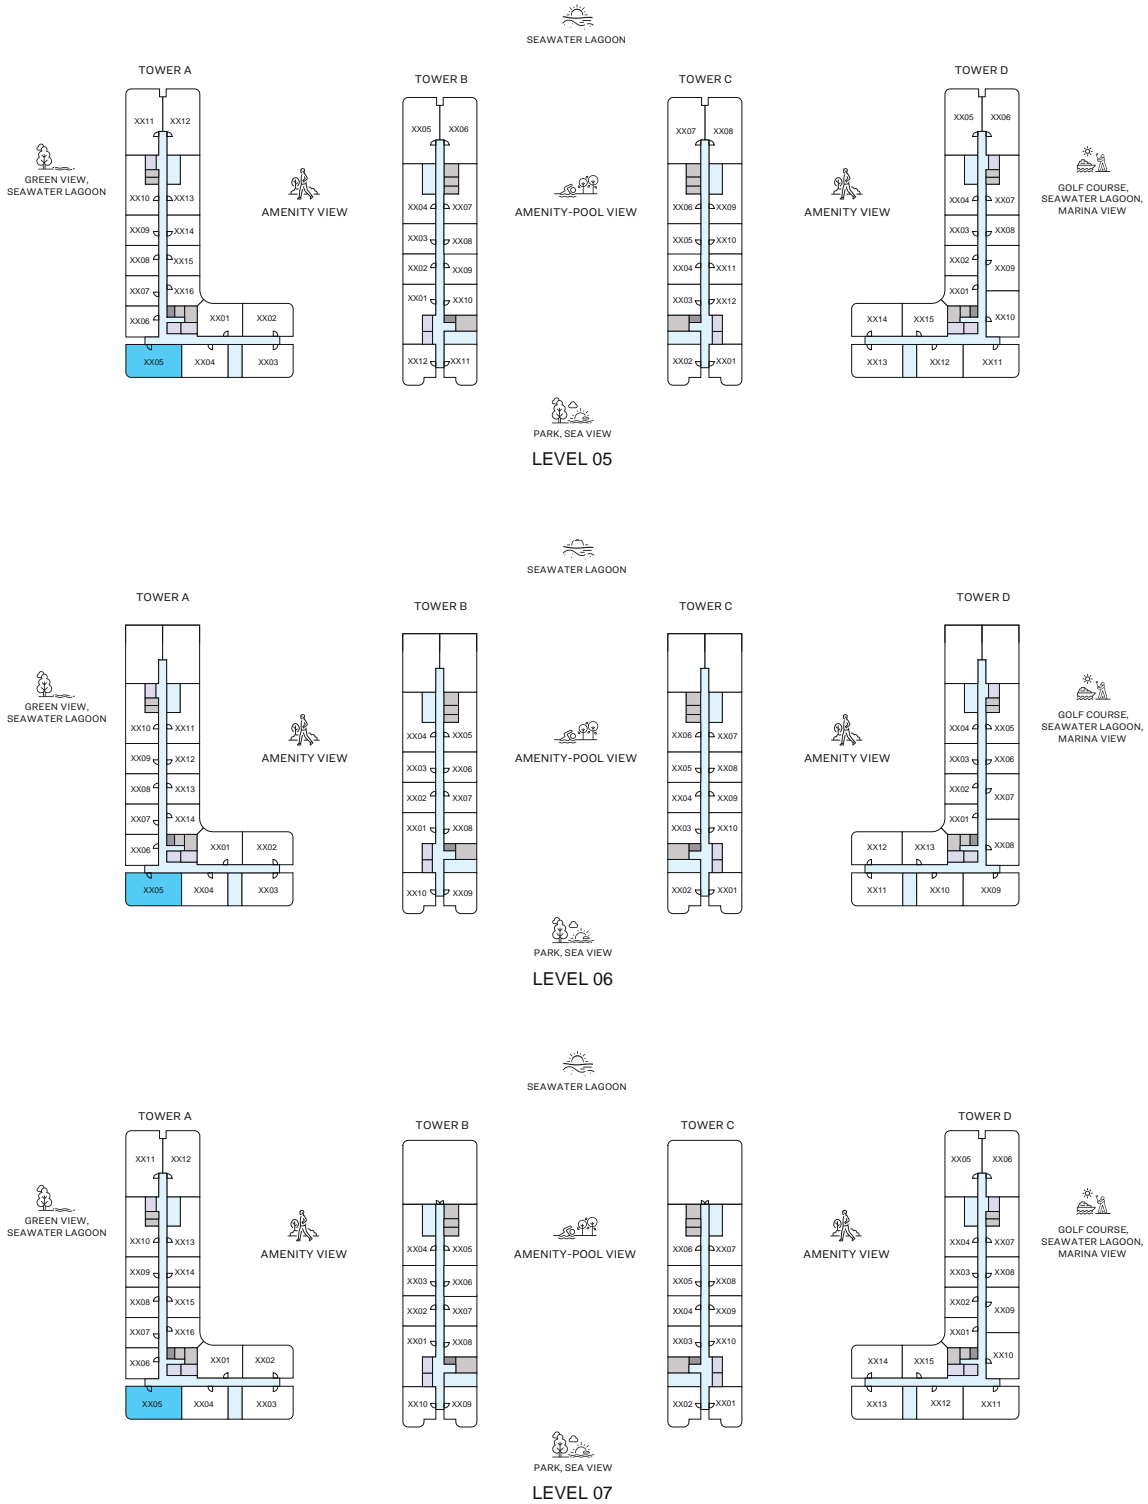 SEAWATER LAGOON
TOWER A
TOWER B
TOWER C
TOWER D
XX11 XX12
XX05 XX06
XX07 XX08
XX05 XX06
GREEN VIEW,
SEAWATER LAGOON
AMENITY VIEW
AMENITY-POOL VIEW
AMENITY VIEW
GOLF COURSE,
SEAWATER LAGOON,
MARINA VIEW
XX10 XX13
XX04 XX07
XX06 XX09
XX04 XX07
XX09 XX14
XX03 XX08
XX05 XX10
XX03 XX08
XX08 XX15
XX02 XX09
XX04 XX11
XX02 XX09
XX07 XX16
XX01 XX10
XX03 XX12
XX01
XX06 XX01 XX02
XX14 XX15 XX10
XX05 XX04 XX03
XX12 XX11
XX02 XX01
XX13 XX12 XX11
PARK, SEA VIEW
LEVEL 05
SEAWATER LAGOON
TOWER A
TOWER B
TOWER C
TOWER D
GREEN VIEW,
SEAWATER LAGOON
AMENITY VIEW
AMENITY-POOL VIEW
AMENITY VIEW
GOLF COURSE,
SEAWATER LAGOON,
MARINA VIEW
XX10 XX11
XX04 XX05
XX06 XX07
XX04 XX05
XX09 XX12
XX03 XX06
XX05 XX08
XX03 XX06
XX08 XX13
XX02 XX07
XX04 XX09
XX02 XX07
XX07 XX14
XX01 XX08
XX03 XX10
XX01
XX06 XX01 XX02
XX12 XX13 XX08
XX05 XX04 XX03
XX10 XX09
XX02 XX01
XX11 XX10 XX09
PARK, SEA VIEW
LEVEL 06
SEAWATER LAGOON
TOWER A
TOWER B
TOWER C
TOWER D
XX11 XX12
XX05 XX06
GREEN VIEW,
SEAWATER LAGOON
AMENITY VIEW
AMENITY-POOL VIEW
AMENITY VIEW
GOLF COURSE,
SEAWATER LAGOON,
MARINA VIEW
XX10 XX13
XX04 XX05
XX06 XX07
XX04 XX07
XX09 XX14
XX03 XX06
XX05 XX08
XX03 XX08
XX08 XX15
XX02 XX07
XX04 XX09
XX02 XX09
XX07 XX16
XX01 XX08
XX03 XX10
XX01
XX06 XX01 XX02
XX14 XX15 XX10
XX05 XX04 XX03
XX10 XX09
XX02 XX01
XX13 XX12 XX11
PARK, SEA VIEW
LEVEL 07